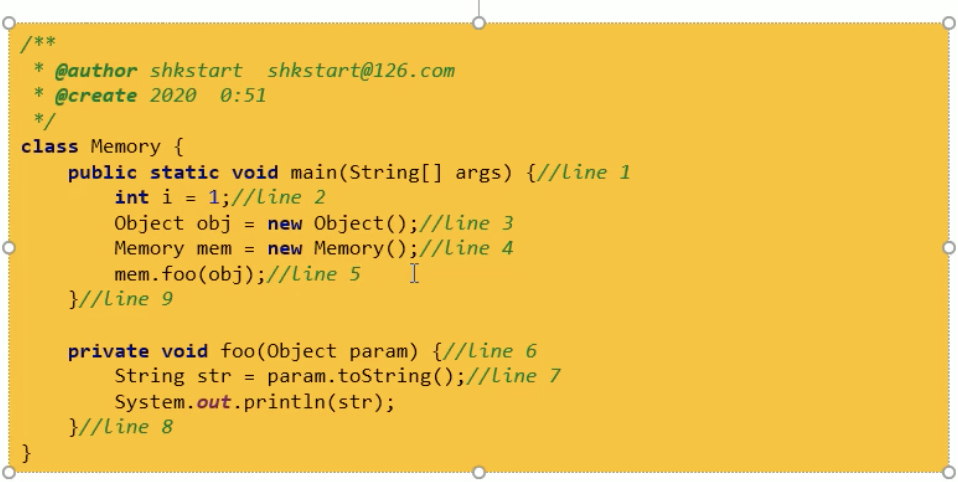 /**
 * @author shkstart  shkstart@126.com
 * @create 2020  0:51
 */
class Memory {
    public static void main(String[] args) {//line 1
        int i = 1;//line 2
        Object obj = new Object();//line 3
        Memory mem = new Memory();//line 4
        mem.foo(obj);//line 5
    }//line 9

    private void foo(Object param) {//line 6
        String str = param.toString();//line 7
        System.out.println(str);
    }//line 8
}